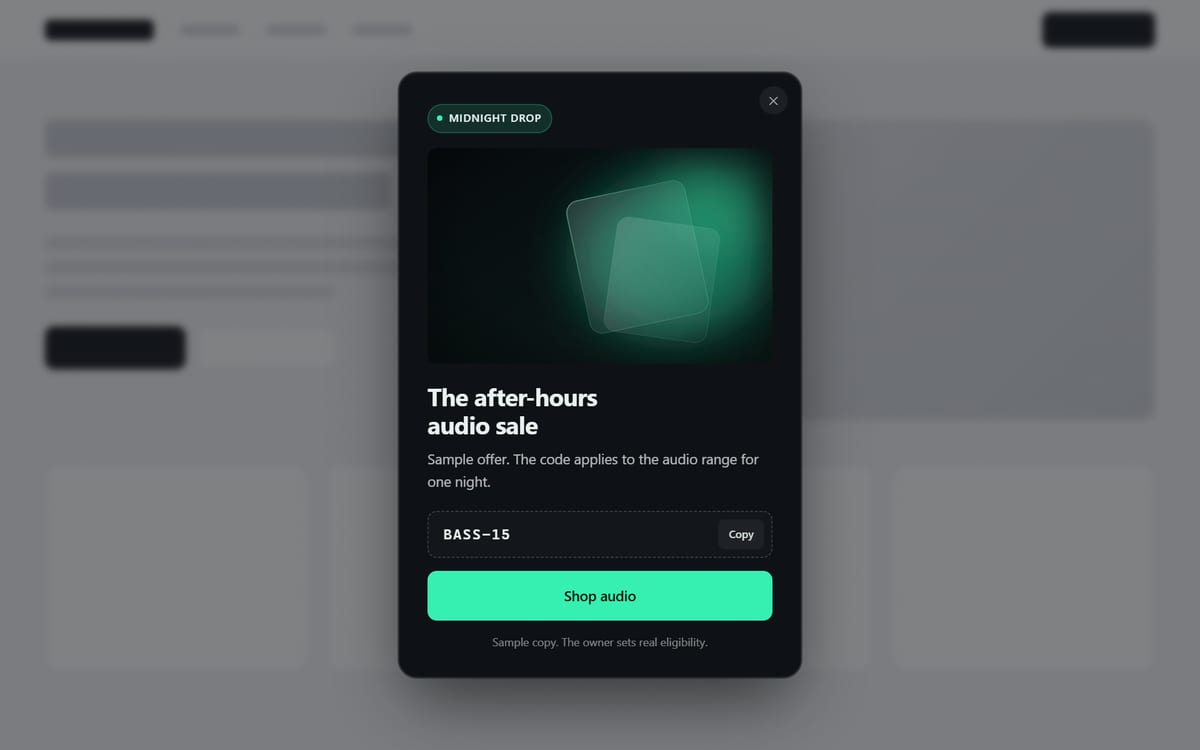 MIDNIGHT DROP
The after-hours
audio sale
Sample offer. The code applies to the audio range for
one night.
BASS-15
Copy
Shop audio
Sample copy. The owner sets real eligibility.